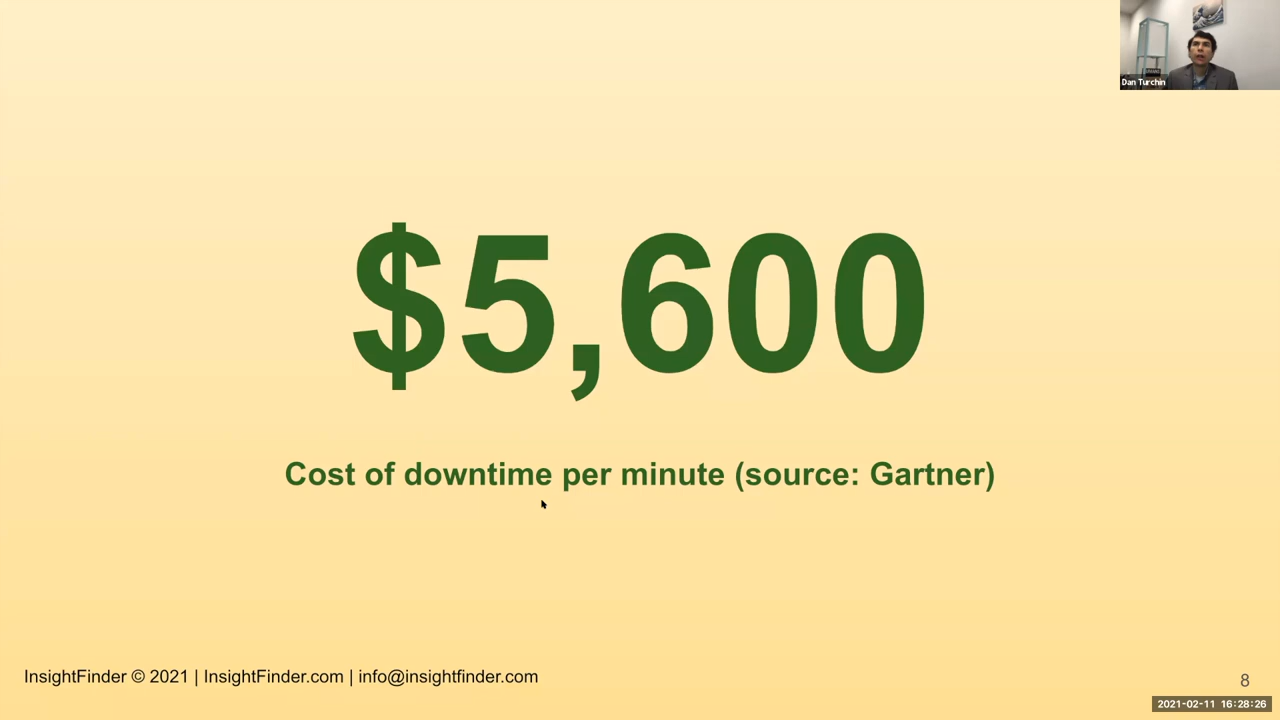 Dan Turchin
$5,600
Cost of downtime per minute (source: Gartner)
InsightFinder © 2021 | InsightFinder.com | info@insightfinder.com
8
2021-02-11 16:28:26